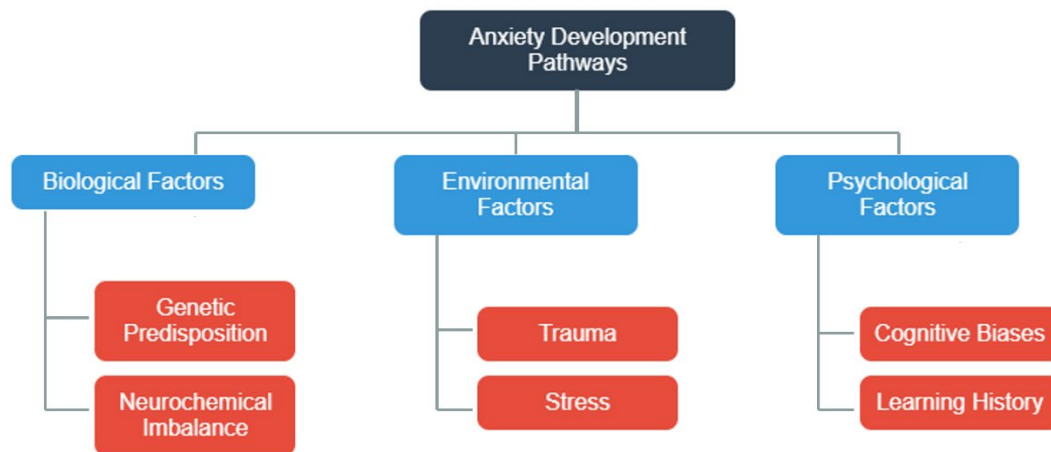 Anxiety Development
Pathways
Biological Factors
Environmental
Factors
Psychological
Factors
Genetic
Predisposition
Neurochemical
Imbalance
Trauma
Stress
Cognitive Biases
Learning History